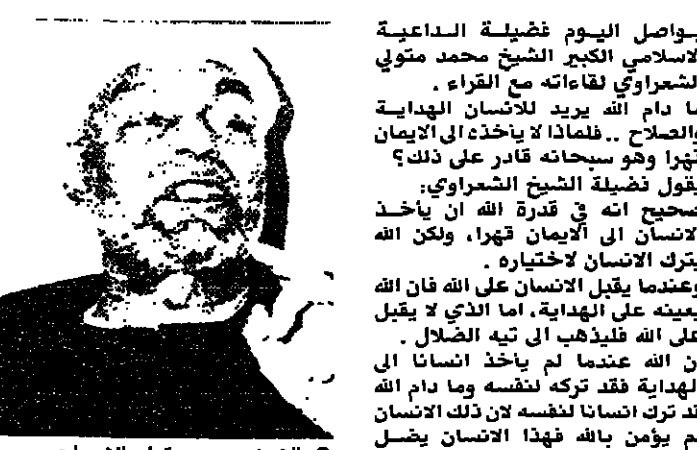 يواصل اليوم فضيلة الداعية
الاسلامي الكبير الشيخ محمد متولي
الشعراوي لقاءاته مع القراء .
ما دام الله يريد للانسان الهداية
والصلاح .. فلماذا لا يأخذه الى الايمان
قهرا وهو سبحانه قادر على ذلك؟
يقول فضيلة الشيخ الشعراوي:
صحيح انه في قدرة الله ان يأخذ
الانسان الى الايمان قهرا، ولكن الله
يترك الانسان لاختياره .
وعندما يقبل الانسان على الله فان الله
يعينه على الهداية، اما الذي لا يقبل
على الله فليذهب الى تيه الضلال .
ان الله عندما لم يأخذ انسانا الى
الهداية فقد تركه لنفسه وما دام الله
قد ترك انسانا لنفسه لان ذلك الانسان
لم يؤمن بالله فهذا الانسان يضل